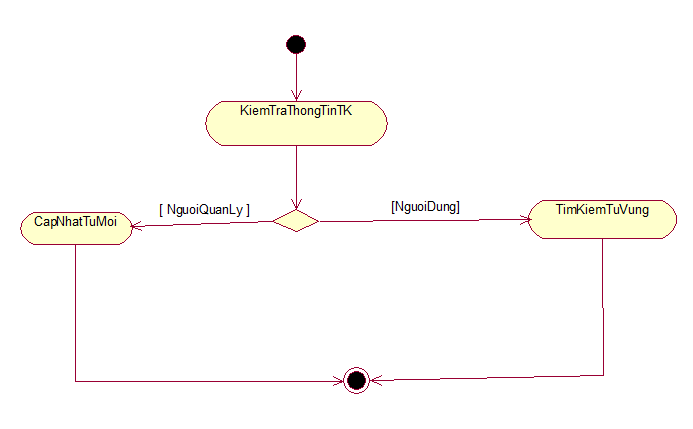 KiemTraThongTinTK
[ NguoiQuanLy ]
[NguoiDung]
CapNhatTuMoi
TimKiemTuVung